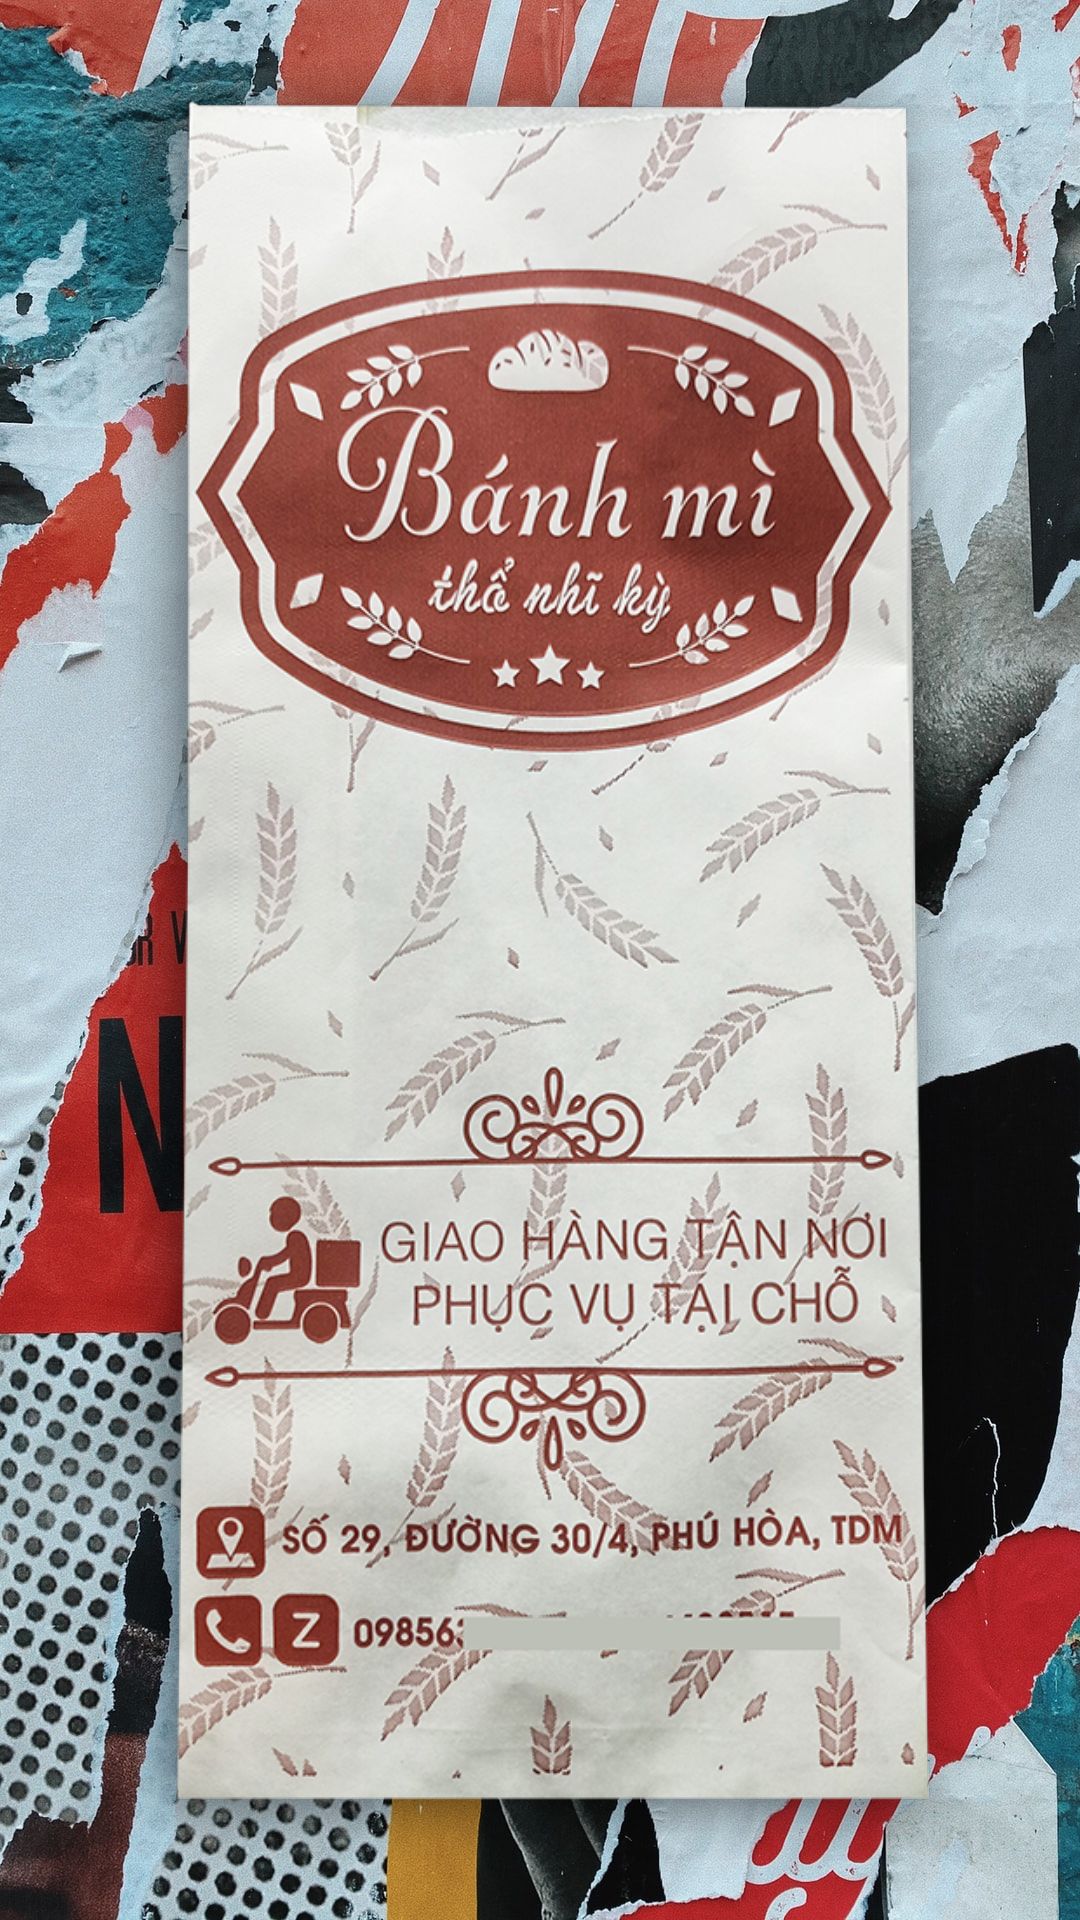 Bánh mì
thổ nhĩ kỳ
GIAO HÀNG TẬN NƠI
PHỤC VỤ TẠI CHỖ
SỐ 29, ĐƯỜNG 30/4, PHÚ HÒA, TDM
Z
N